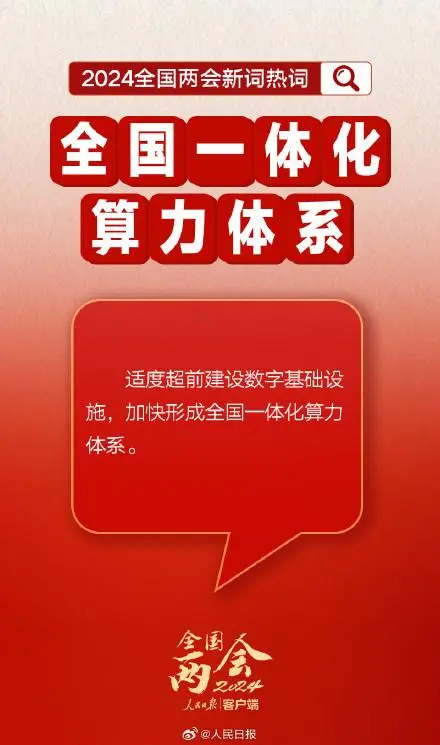 2024全国两会新词热词
全国一体化
算力体系
适度超前建设数字基础设
施，加快形成全国一体化算力
体系。
全国
两会
2024
人民日报 客户端
@人民日报